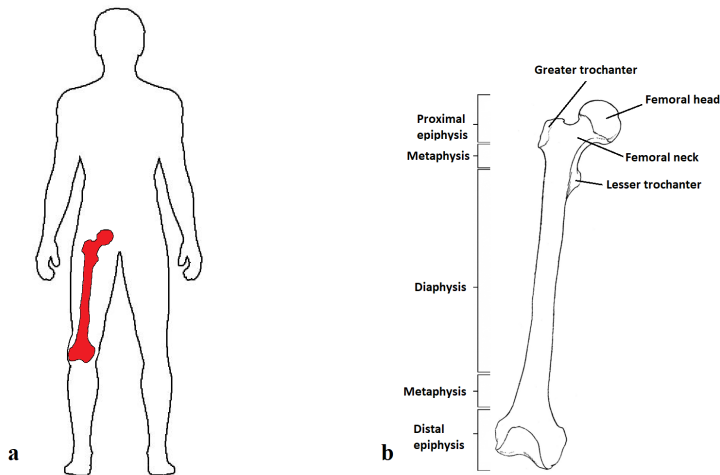 Greater trochanter
Femoral head
Proximal
epiphysis
Metaphysis
Femoral neck
Lesser trochanter
Diaphysis
Metaphysis
Distal
epiphysis
a
b